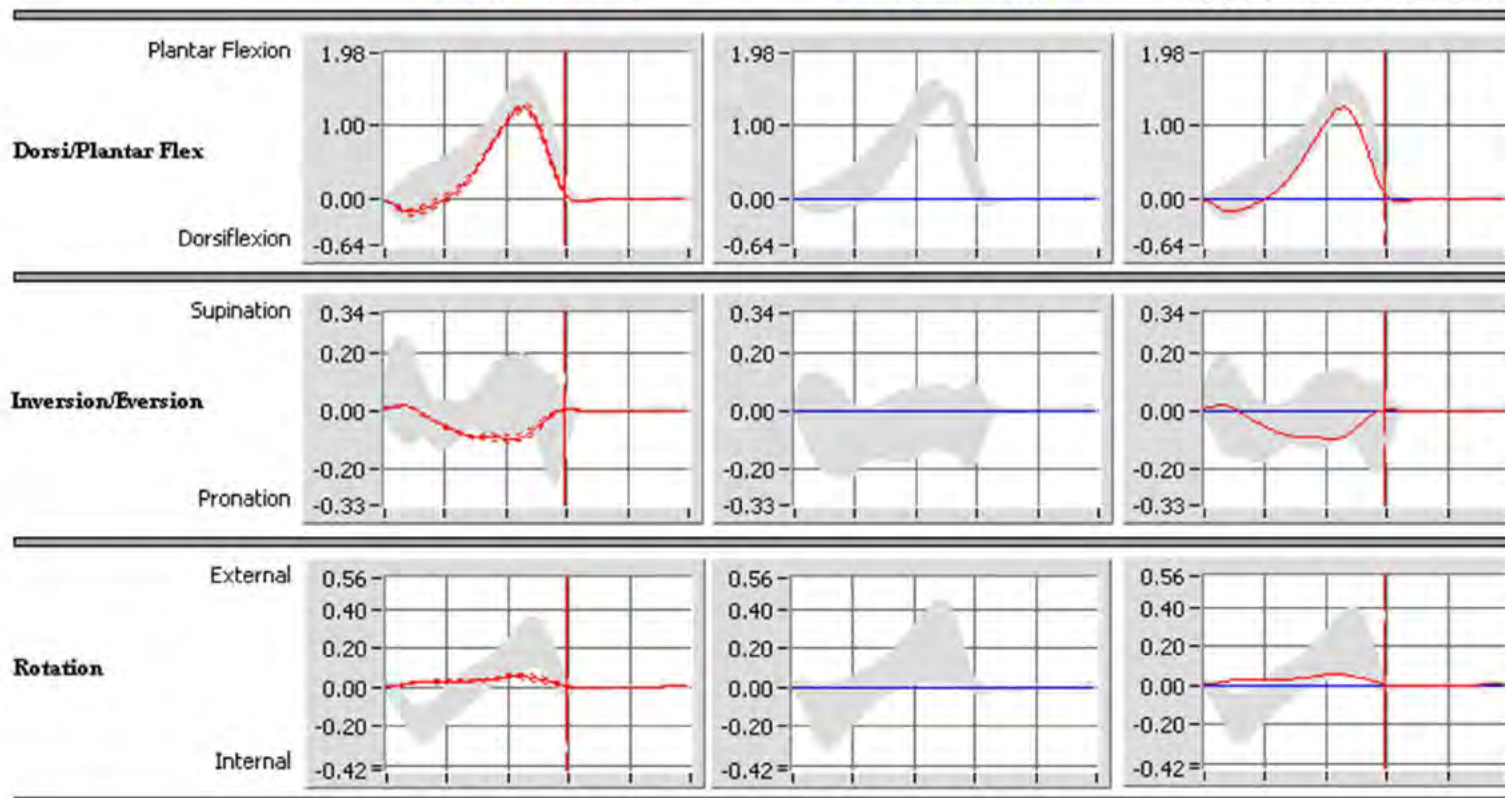 Plantar Flexion 1.98 1.98 1.98
1.00 1.00 1.00
Dorsi/Plantar Flex
0.00 0.00 0.00
Dorsiflexion -0.64 -0.64 -0.64
Supination 0.34 0.34 0.34
0.20 0.20 0.20
Inversion/Eversion 0.00 0.00 0.00
-0.20 -0.20 -0.20
Pronation -0.33 -0.33 -0.33
External 0.56 0.56 0.56
0.40 0.40 0.40
0.20 0.20 0.20
Rotation 0.00 0.00 0.00
-0.20 -0.20 -0.20
Internal -0.42 -0.42 -0.42